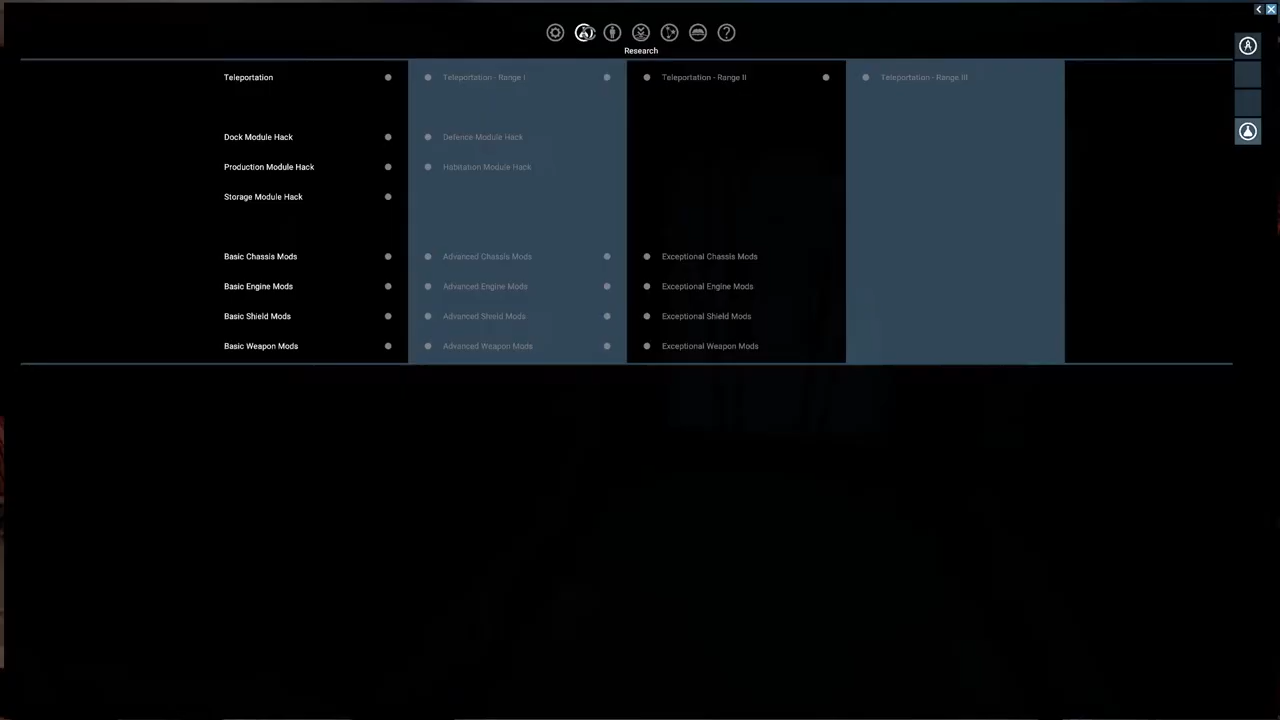 Research
Teleportation
Teleportation - Range I
Teleportation - Range II
Teleportation - Range III
Dock Module Hack
Defence Module Hack
Production Module Hack
Habitation Module Hack
Storage Module Hack
Basic Chassis Mods
Advanced Chassis Mods
Exceptional Chassis Mods
Basic Engine Mods
Advanced Engine Mods
Exceptional Engine Mods
Basic Shield Mods
Advanced Shield Mods
Exceptional Shield Mods
Basic Weapon Mods
Advanced Weapon Mods
Exceptional Weapon Mods